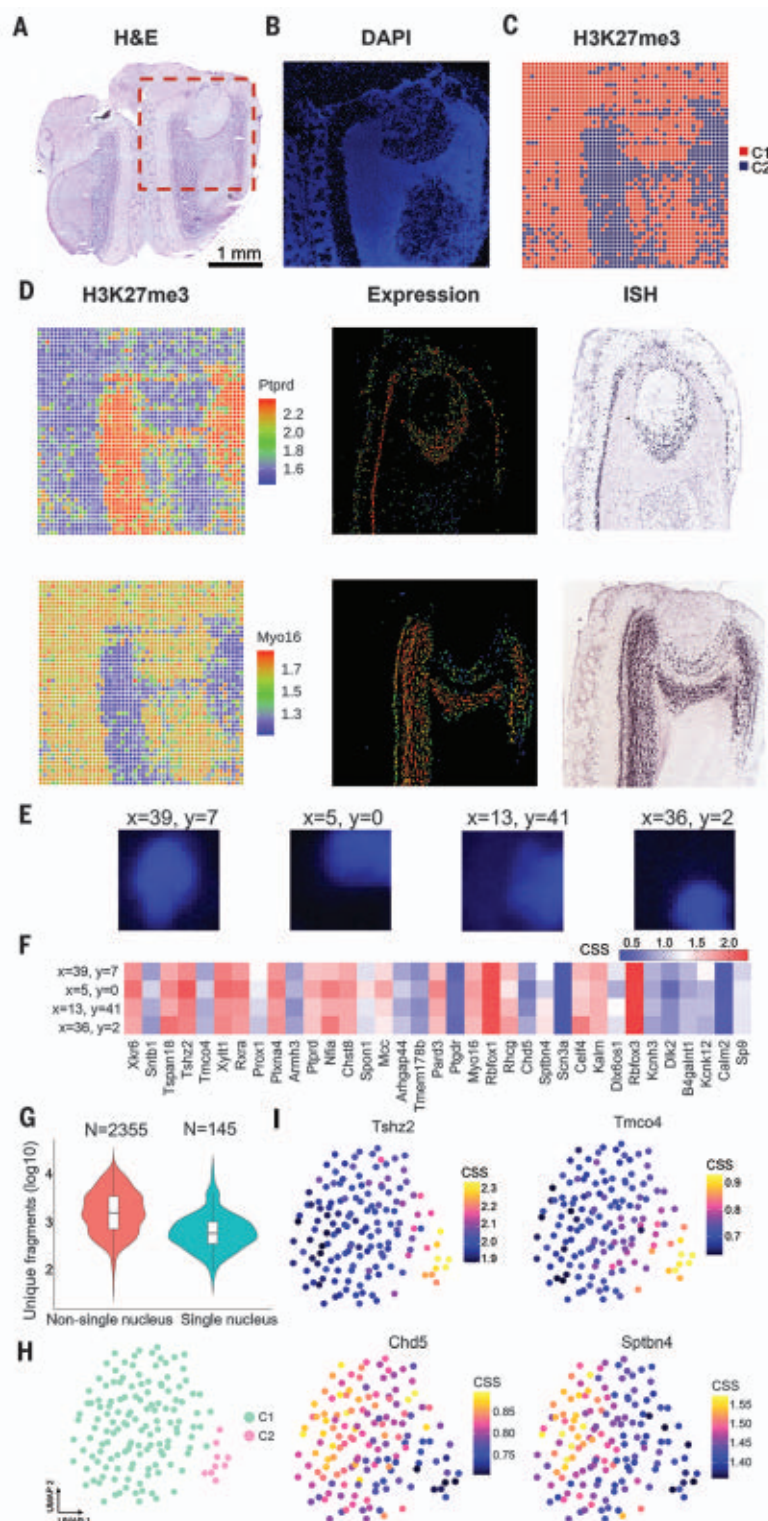 A
H&E
1 mm
B
DAPI
C
H3K27me3
C1
C2
D
H3K27me3
Expression
ISH
Ptprd
2.2
2.0
1.8
1.6
Myo16
1.7
1.5
1.3
E
x=39, y=7
x=5, y=0
x=13, y=41
x=36, y=2
F
CSS
0.5 1.0 1.5 2.0
x=39, y=7
x=5, y=0
x=13, y=41
x=36, y=2
Xkr6
Sntb1
Tspan18
Tshz2
Tmco4
Xylt1
Rxra
Prox1
Plxna4
Armh3
Ptprd
Nfia
Chst8
Spon1
Mcc
Arhgap44
Tmem178b
Pard3
Ptgdr
Myo16
Rbfox1
Rhcg
Chd5
Sptbn4
Scn3a
Celf4
Kalrn
Dlx6os1
Rbfox3
Kcnh3
Dlk2
B4galnt1
Kcnk12
Calm2
Sp9
G
N=2355
N=145
Unique fragments (log10)
4
3
2
Non-single nucleus
Single nucleus
I
Tshz2
CSS
2.3
2.2
2.1
2.0
1.9
Tmco4
CSS
0.9
0.8
0.7
H
C1
C2
UMAP 2
UMAP 1
Chd5
CSS
0.85
0.80
0.75
Sptbn4
CSS
1.55
1.50
1.45
1.40